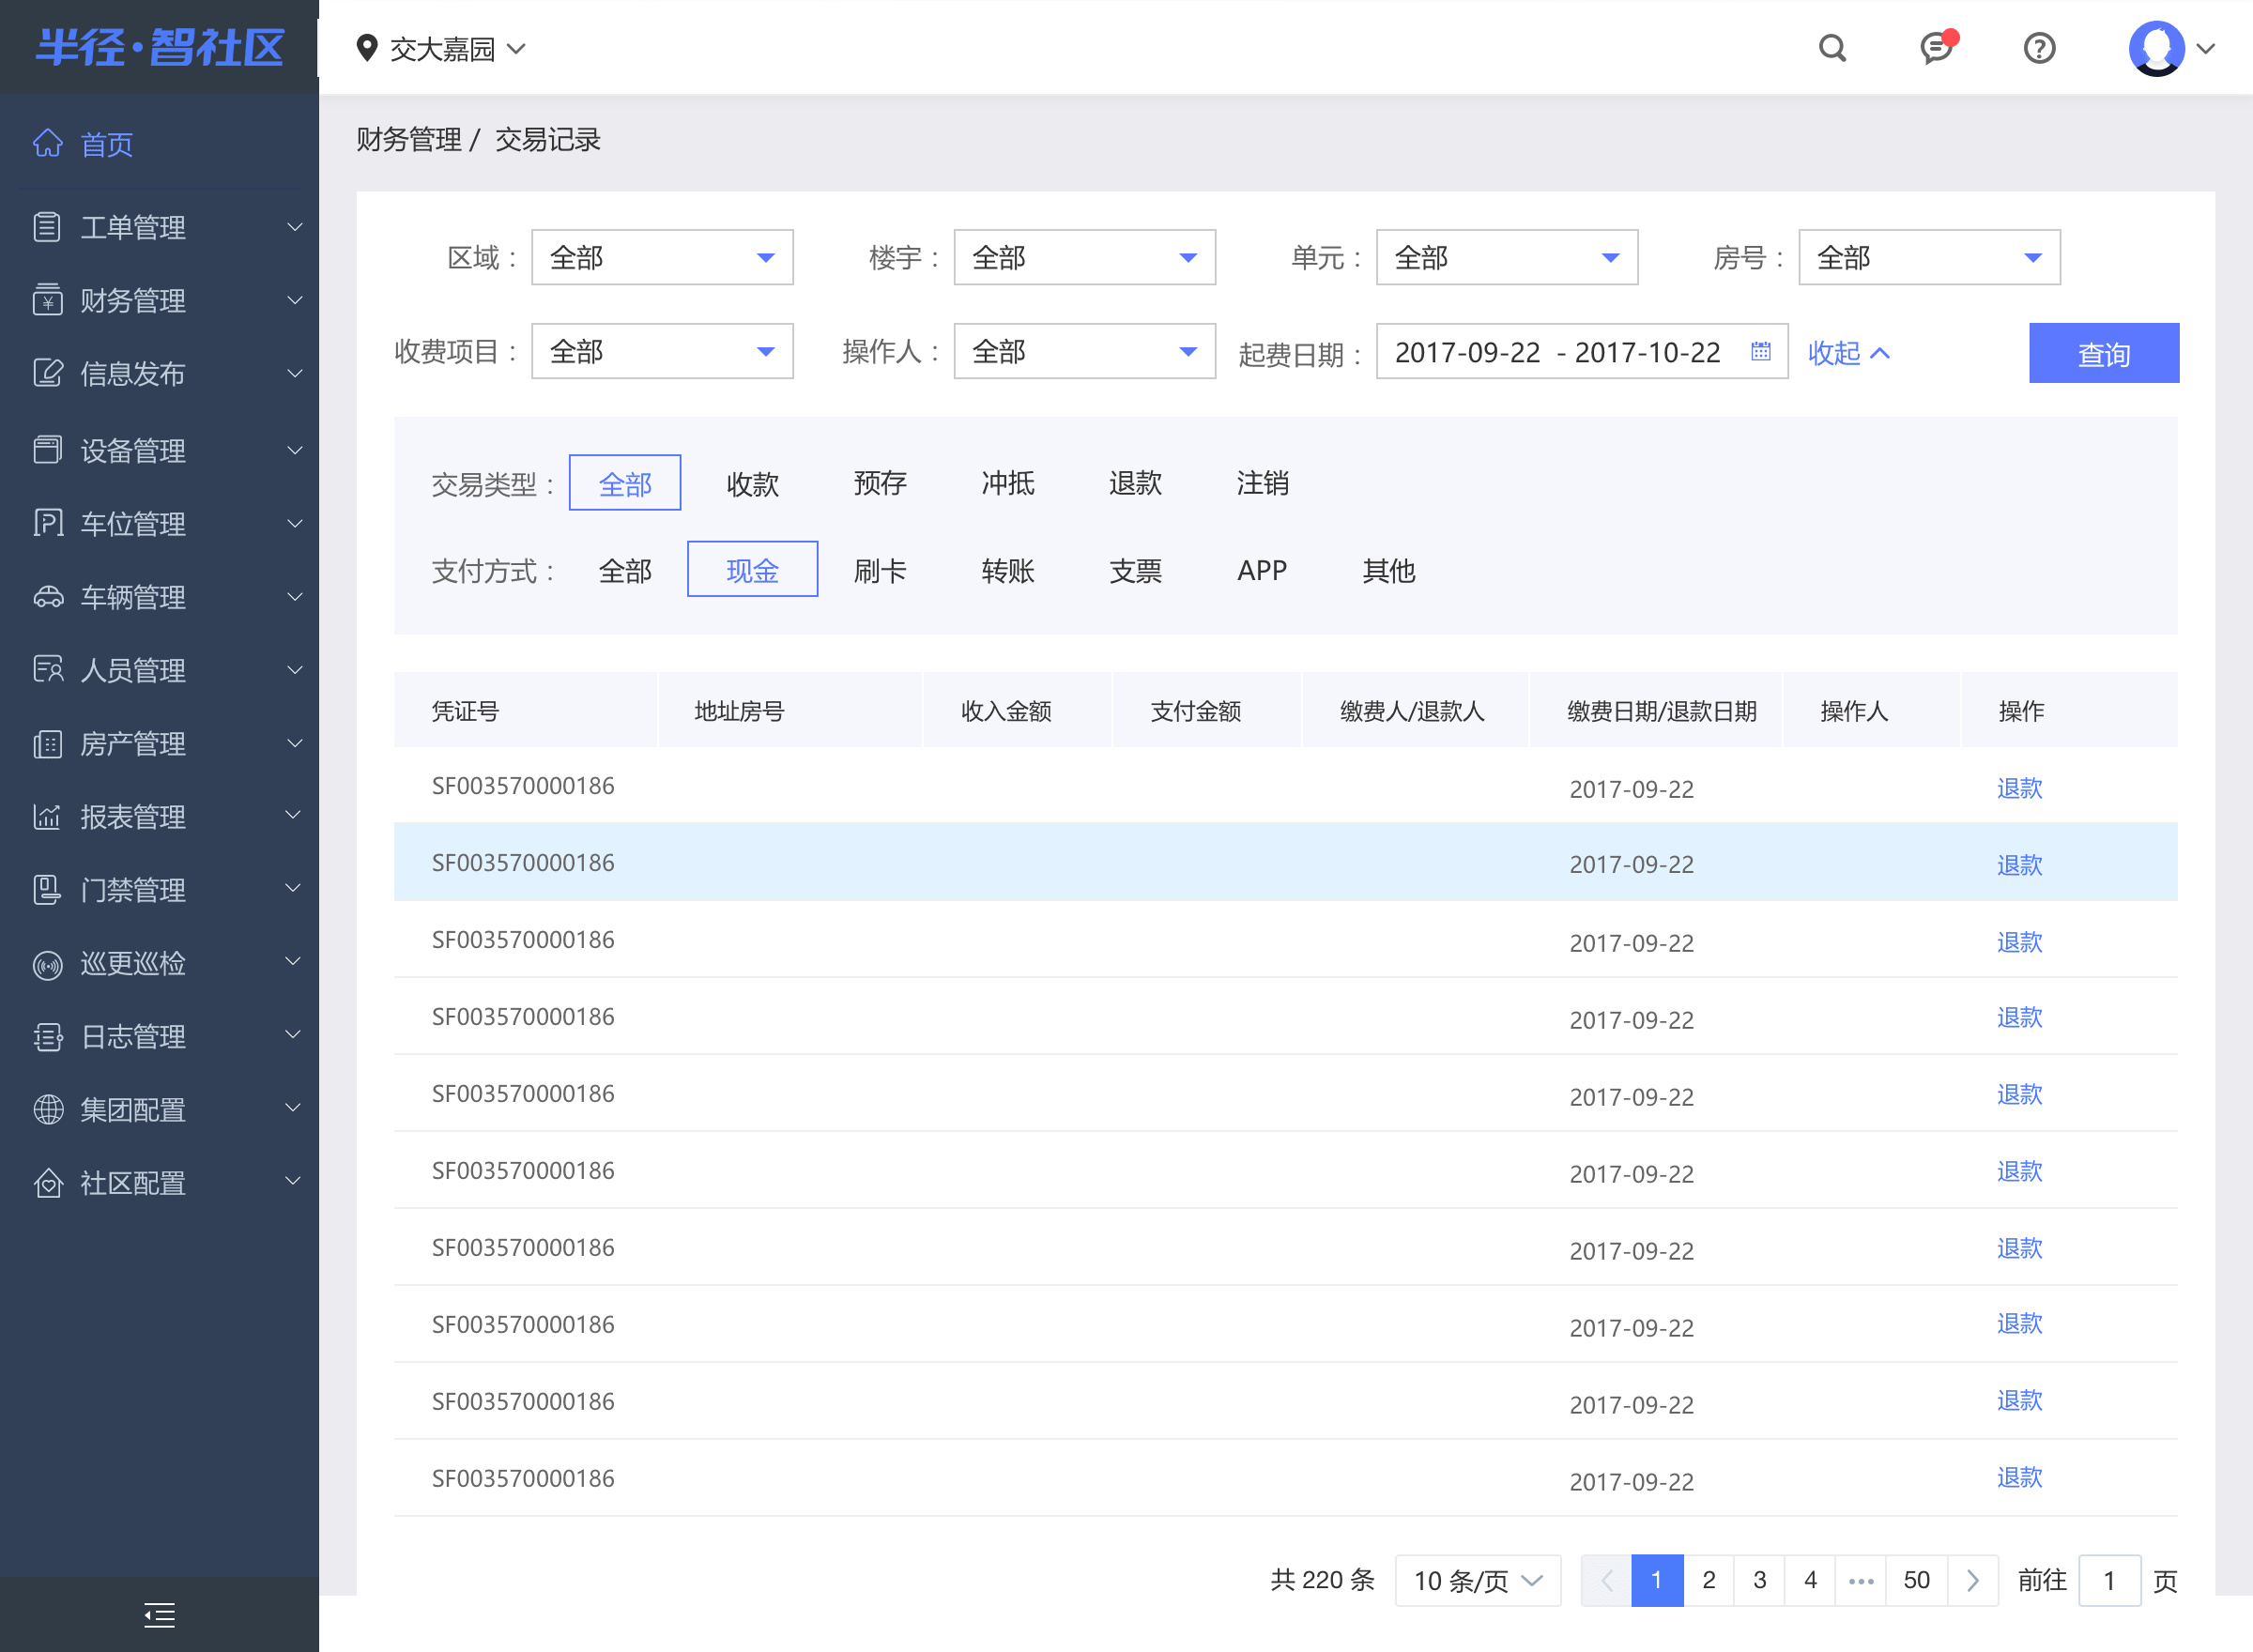 半径·智社区
交大嘉园
首页
工单管理
财务管理
信息发布
设备管理
车位管理
车辆管理
人员管理
房产管理
报表管理
门禁管理
巡更巡检
日志管理
集团配置
社区配置
财务管理 / 交易记录
区域： 全部 楼宇： 全部 单元： 全部 房号： 全部
收费项目： 全部 操作人： 全部 起费日期： 2017-09-22 - 2017-10-22 收起 查询
交易类型： 全部 收款 预存 冲抵 退款 注销
支付方式： 全部 现金 刷卡 转账 支票 APP 其他
凭证号 地址房号 收入金额 支付金额 缴费人/退款人 缴费日期/退款日期 操作人 操作
SF003570000186 2017-09-22 退款
SF003570000186 2017-09-22 退款
SF003570000186 2017-09-22 退款
SF003570000186 2017-09-22 退款
SF003570000186 2017-09-22 退款
SF003570000186 2017-09-22 退款
SF003570000186 2017-09-22 退款
SF003570000186 2017-09-22 退款
SF003570000186 2017-09-22 退款
SF003570000186 2017-09-22 退款
共 220 条 10 条/页 1 2 3 4 ••• 50 前往 1 页